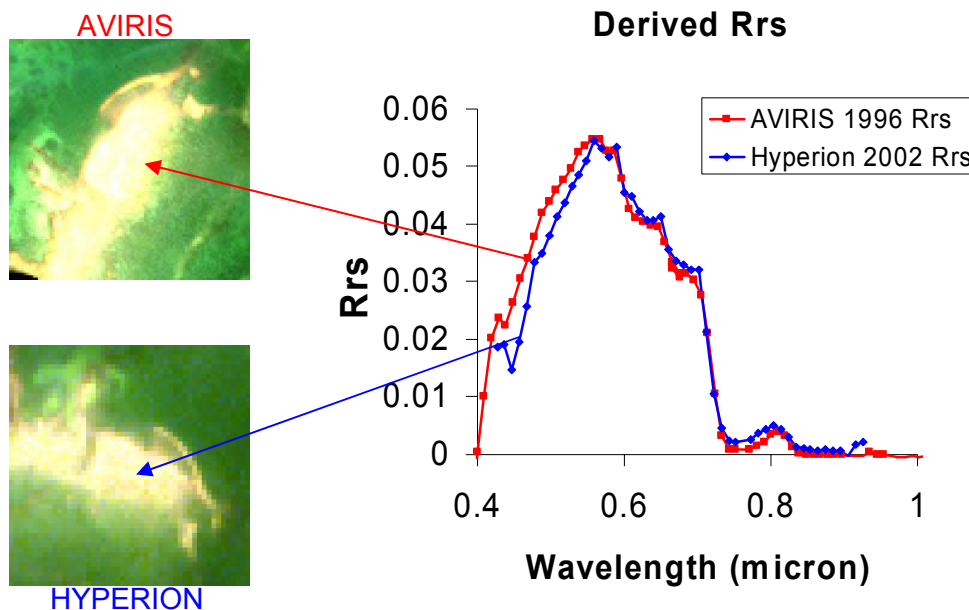 AVIRIS
HYPERION
Derived Rrs
AVIRIS 1996 Rrs
Hyperion 2002 Rrs
Rrs
0.06
0.05
0.04
0.03
0.02
0.01
0
0.4 0.6 0.8 1
Wavelength (micron)